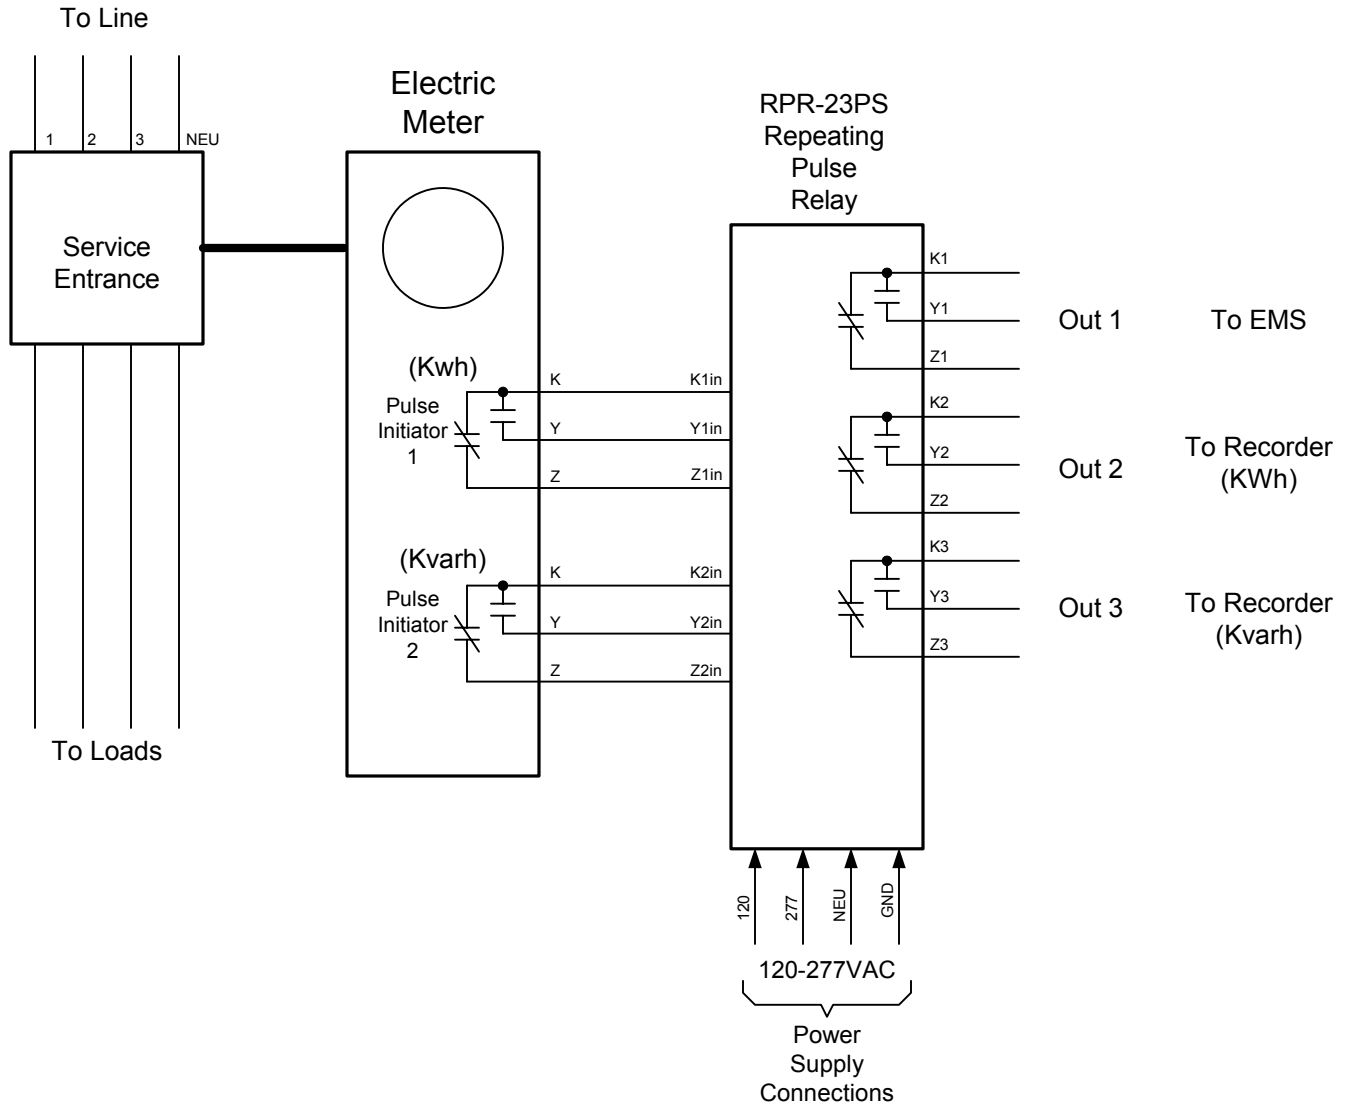 To Line
1
2
3
NEU
Service
Entrance
To Loads
Electric
Meter
(Kwh)
Pulse
Initiator
1
K
Y
Z
(Kvarh)
Pulse
Initiator
2
K
Y
Z
K1in
Y1in
Z1in
K2in
Y2in
Z2in
RPR-23PS
Repeating
Pulse
Relay
K1
Y1
Z1
Out 1
To EMS
K2
Y2
Z2
Out 2
To Recorder
(KWh)
K3
Y3
Z3
Out 3
To Recorder
(Kvarh)
120
277
NEU
GND
120-277VAC
Power
Supply
Connections